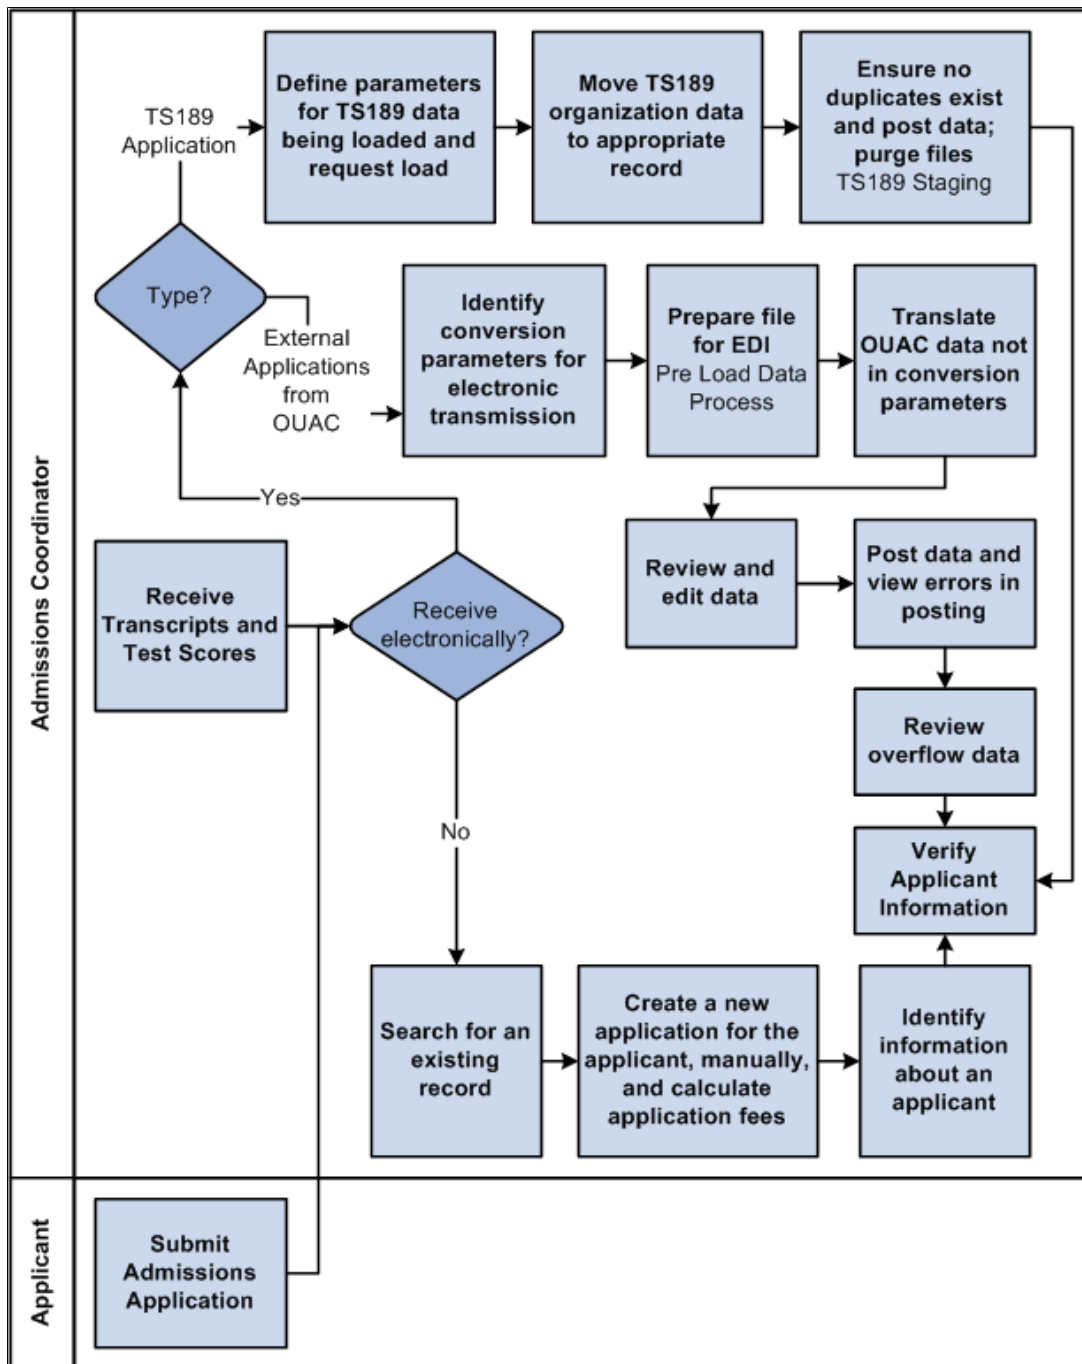 Admissions Coordinator
TS189
Application
Define parameters
for TS189 data
being loaded and
request load
Move TS189
organization data
to appropriate
record
Ensure no
duplicates exist
and post data;
purge files
TS189 Staging
Type?
External
Applications
from
OUAC
Identify
conversion
parameters for
electronic
transmission
Prepare file
for EDI
Pre Load Data
Process
Translate
OUAC data not
in conversion
parameters
Yes
Receive
Transcripts and
Test Scores
Receive
electronically?
Review and
edit data
Post data and
view errors in
posting
Review
overflow data
No
Verify
Applicant
Information
Search for an
existing
record
Create a new
application for the
applicant, manually,
and calculate
application fees
Identify
information
about an
applicant
Applicant
Submit
Admissions
Application